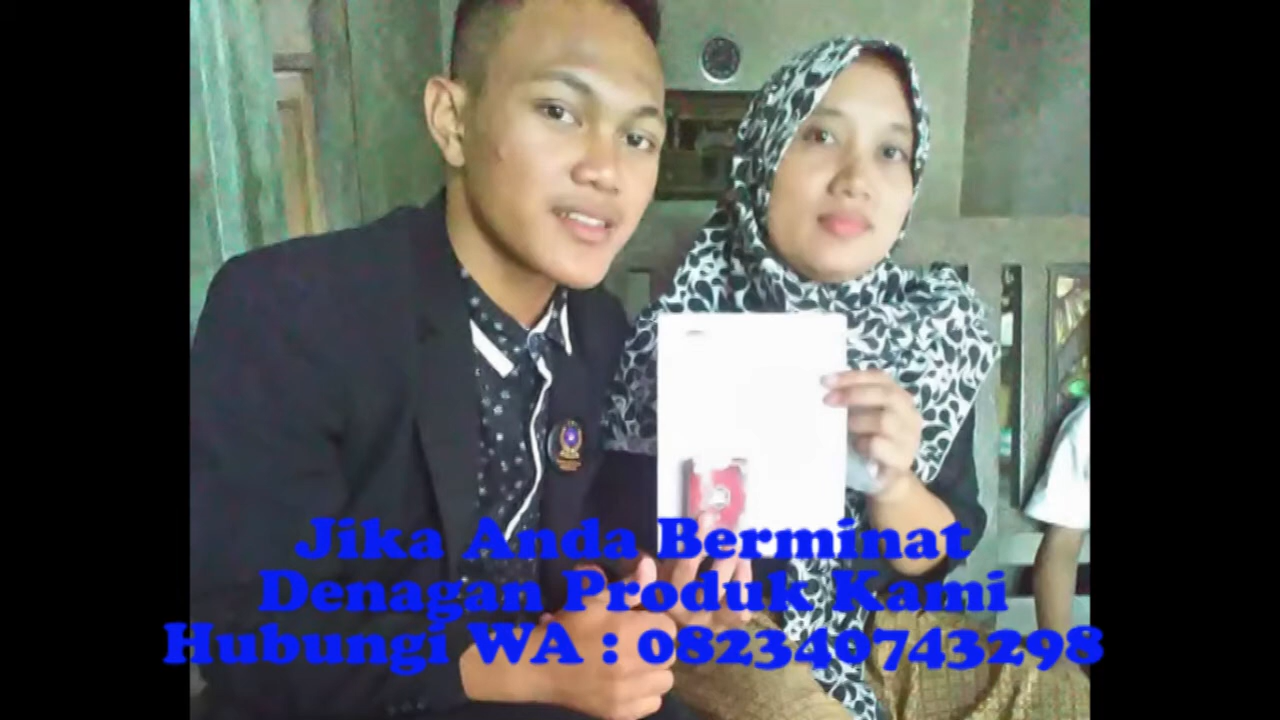 Jika Anda Berminat
Denagan Produk Kami
Hubungi WA : 082340743298